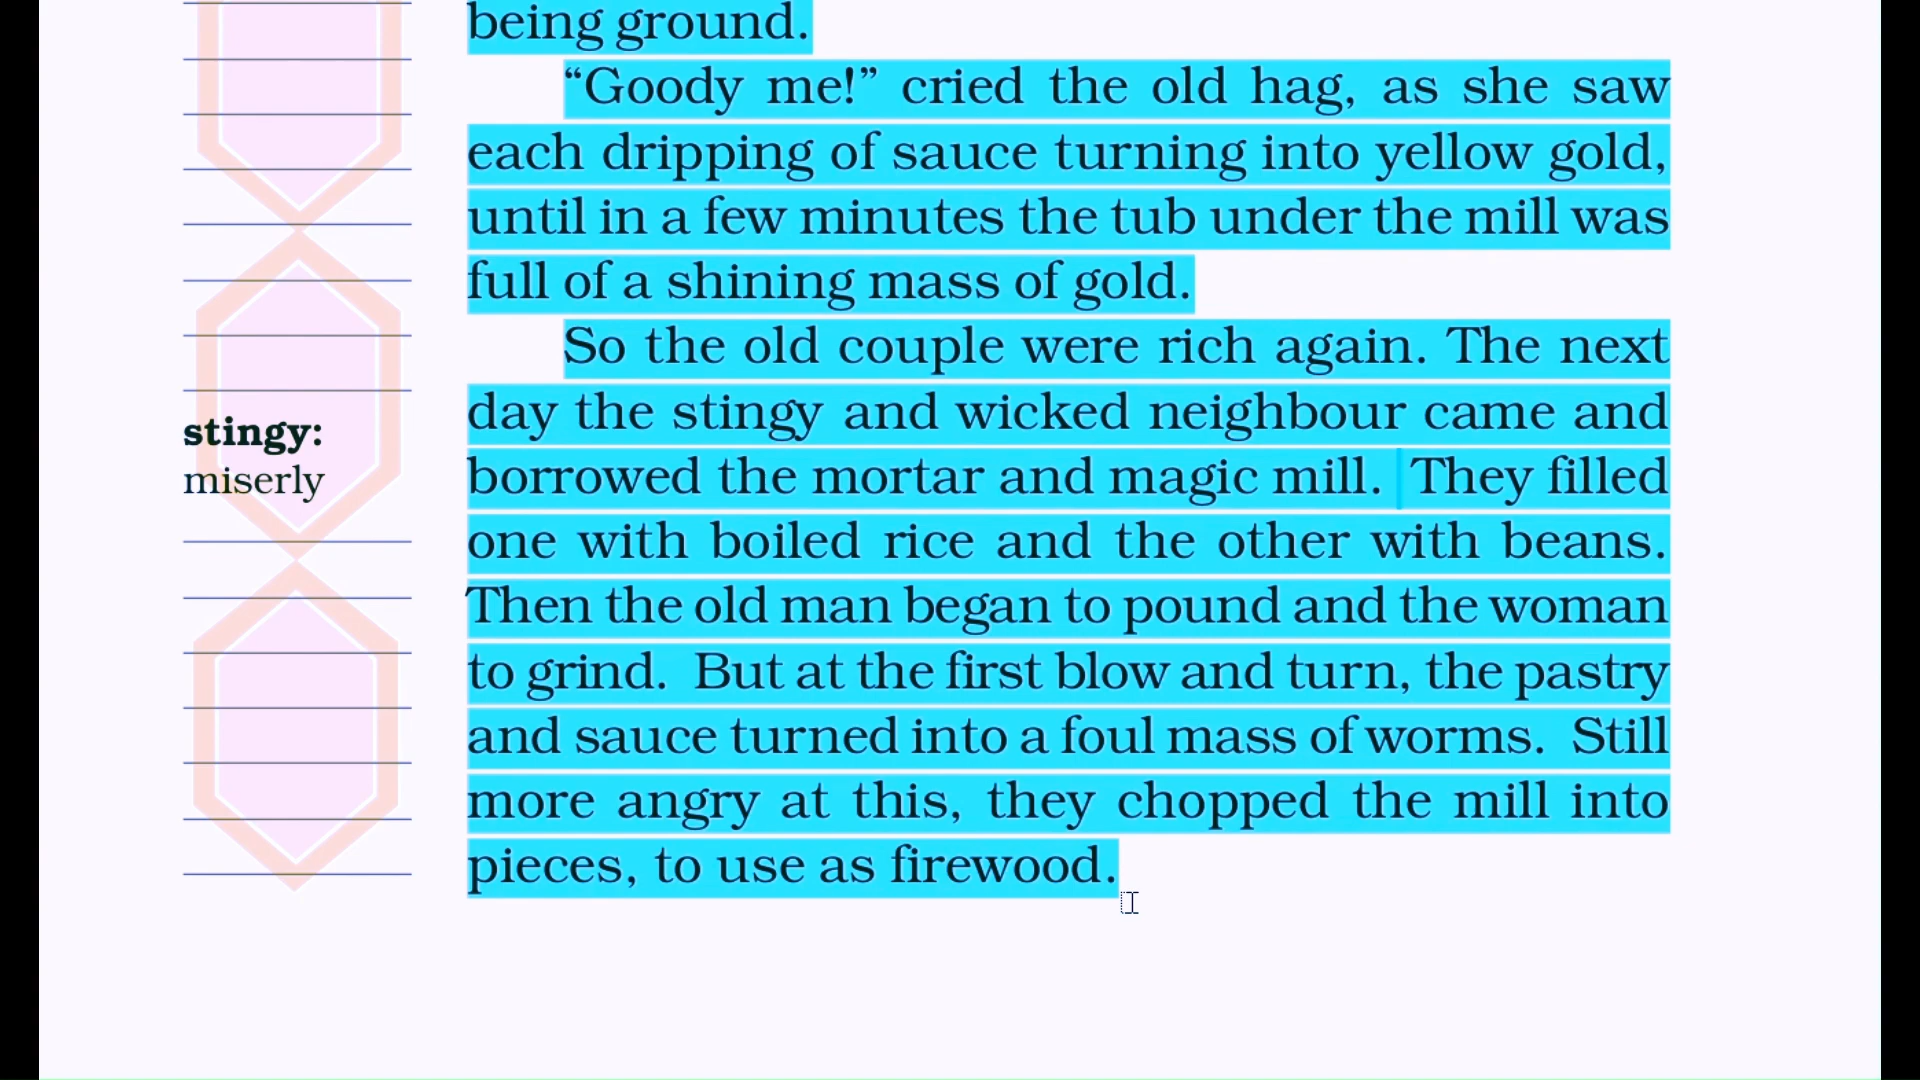 being ground.
“Goody me!” cried the old hag, as she saw
each dripping of sauce turning into yellow gold,
until in a few minutes the tub under the mill was
full of a shining mass of gold.
So the old couple were rich again. The next
day the stingy and wicked neighbour came and
borrowed the mortar and magic mill. They filled
one with boiled rice and the other with beans.
Then the old man began to pound and the woman
to grind. But at the first blow and turn, the pastry
and sauce turned into a foul mass of worms. Still
more angry at this, they chopped the mill into
pieces, to use as firewood.
stingy:
miserly